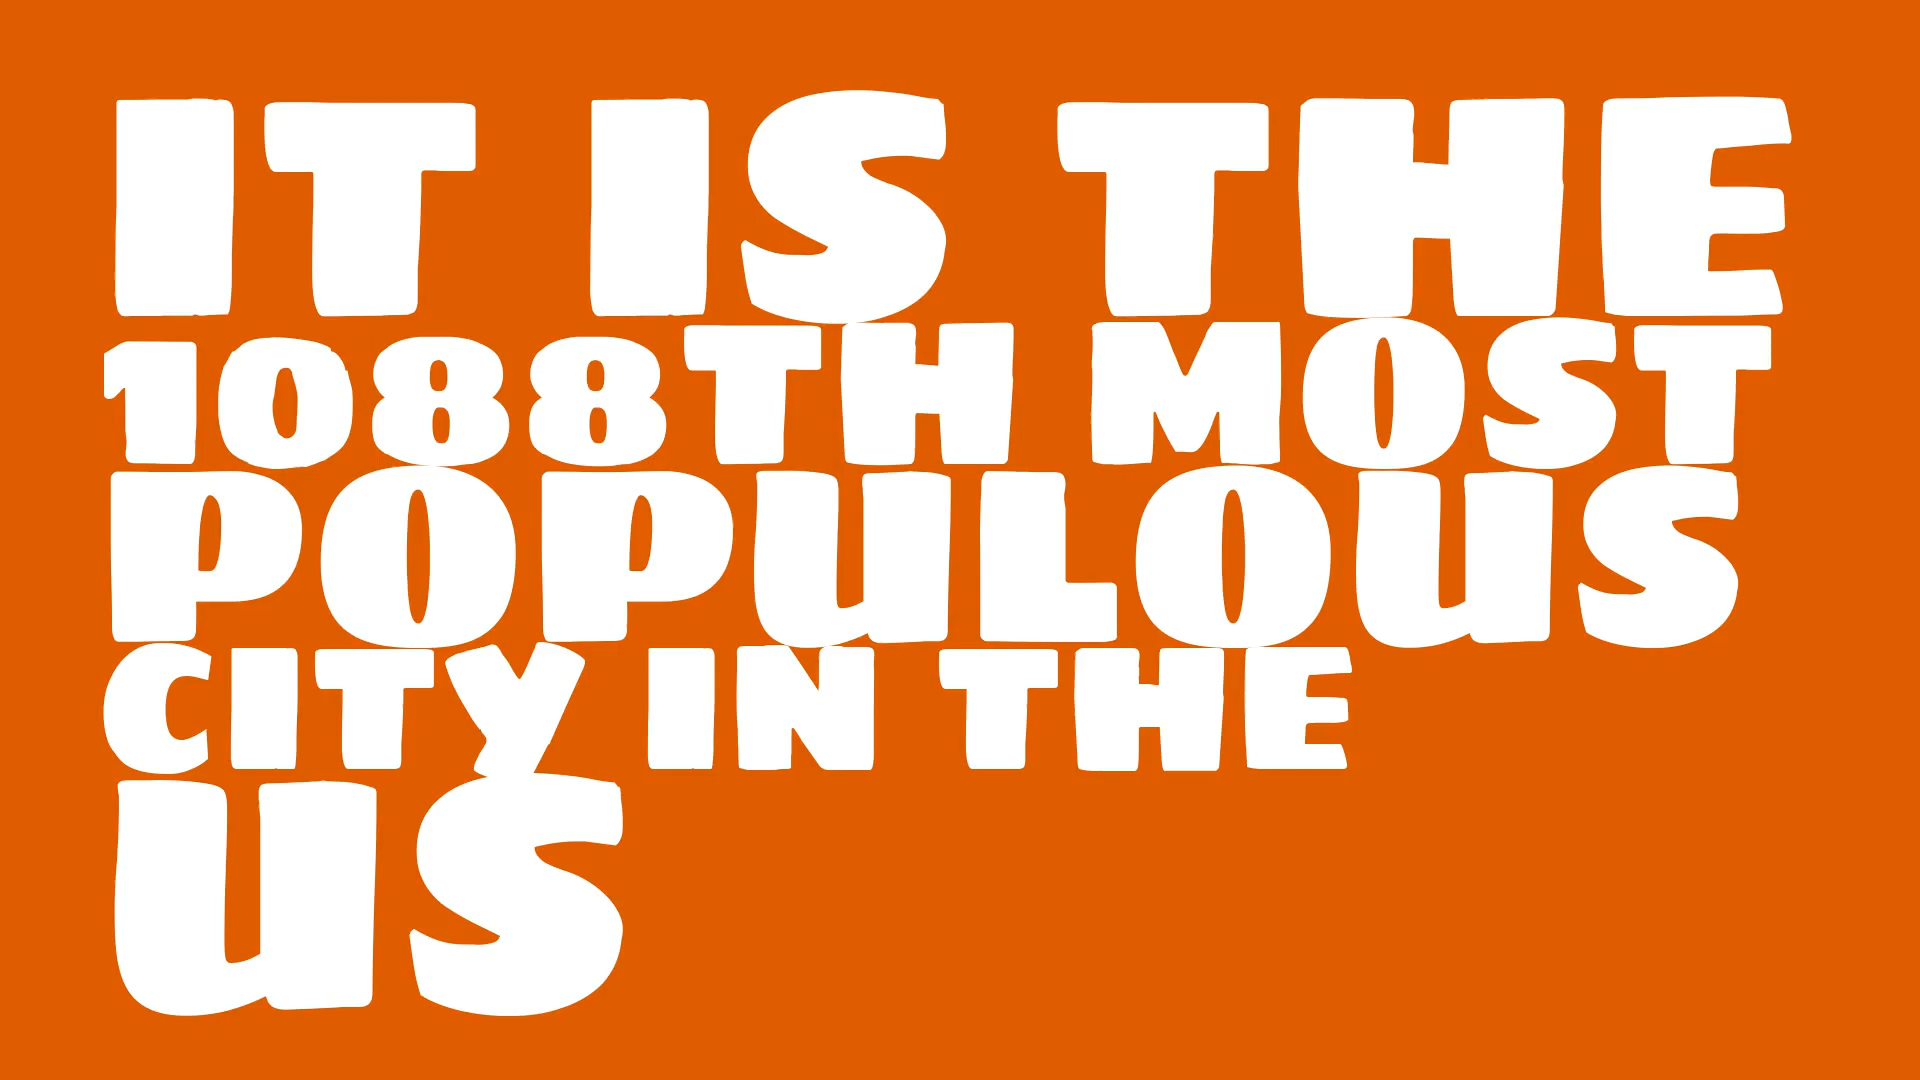 IT IS THE
1088TH MOST
POPULOUS
CITY IN THE
US